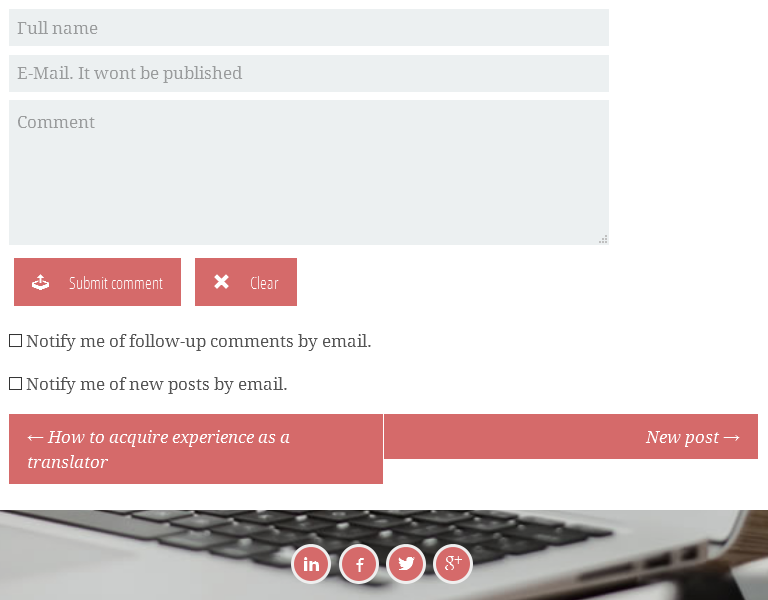 Full name
E-Mail. It wont be published
Comment
Submit comment
Clear
Notify me of follow-up comments by email.
Notify me of new posts by email.
← How to acquire experience as a
translator
New post →